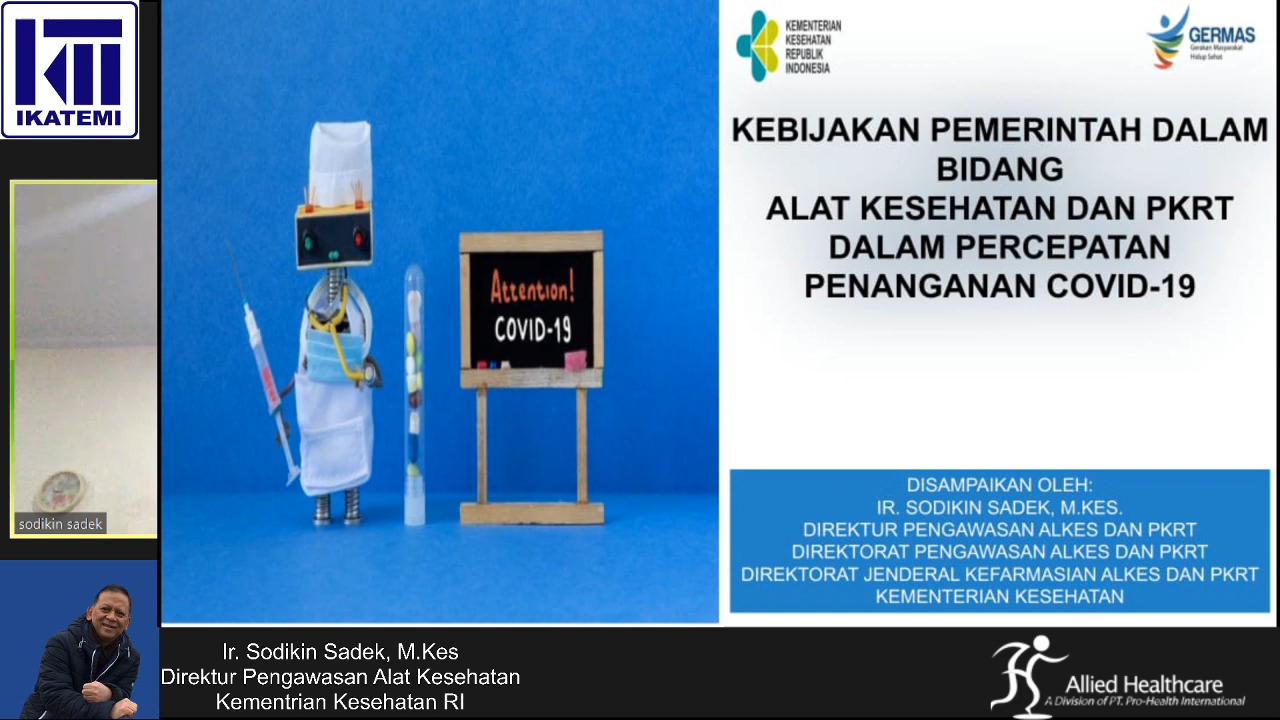 IKATEMI
KEMENTERIAN
KESEHATAN
REPUBLIK
INDONESIA
GERMAS
Gerakan Masyarakat
Hidup Sehat
KEBIJAKAN PEMERINTAH DALAM
BIDANG
ALAT KESEHATAN DAN PKRT
DALAM PERCEPATAN
PENANGANAN COVID-19
Attention!
COVID-19
DISAMPAIKAN OLEH:
IR. SODIKIN SADEK, M.KES.
DIREKTUR PENGAWASAN ALKES DAN PKRT
DIREKTORAT PENGAWASAN ALKES DAN PKRT
DIREKTORAT JENDERAL KEFARMASIAN ALKES DAN PKRT
KEMENTERIAN KESEHATAN
sodikin sadek
Ir. Sodikin Sadek, M.Kes
Direktur Pengawasan Alat Kesehatan
Kementrian Kesehatan RI
Allied Healthcare
A Division of PT. Pro-Health International